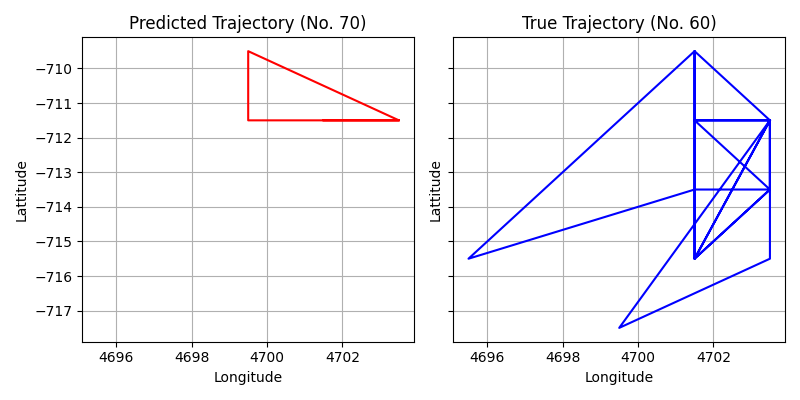 Predicted Trajectory (No. 70)
True Trajectory (No. 60)
Lattitude
−710
−711
−712
−713
−714
−715
−716
−717
4696 4698 4700 4702
Longitude
Lattitude
4696 4698 4700 4702
Longitude